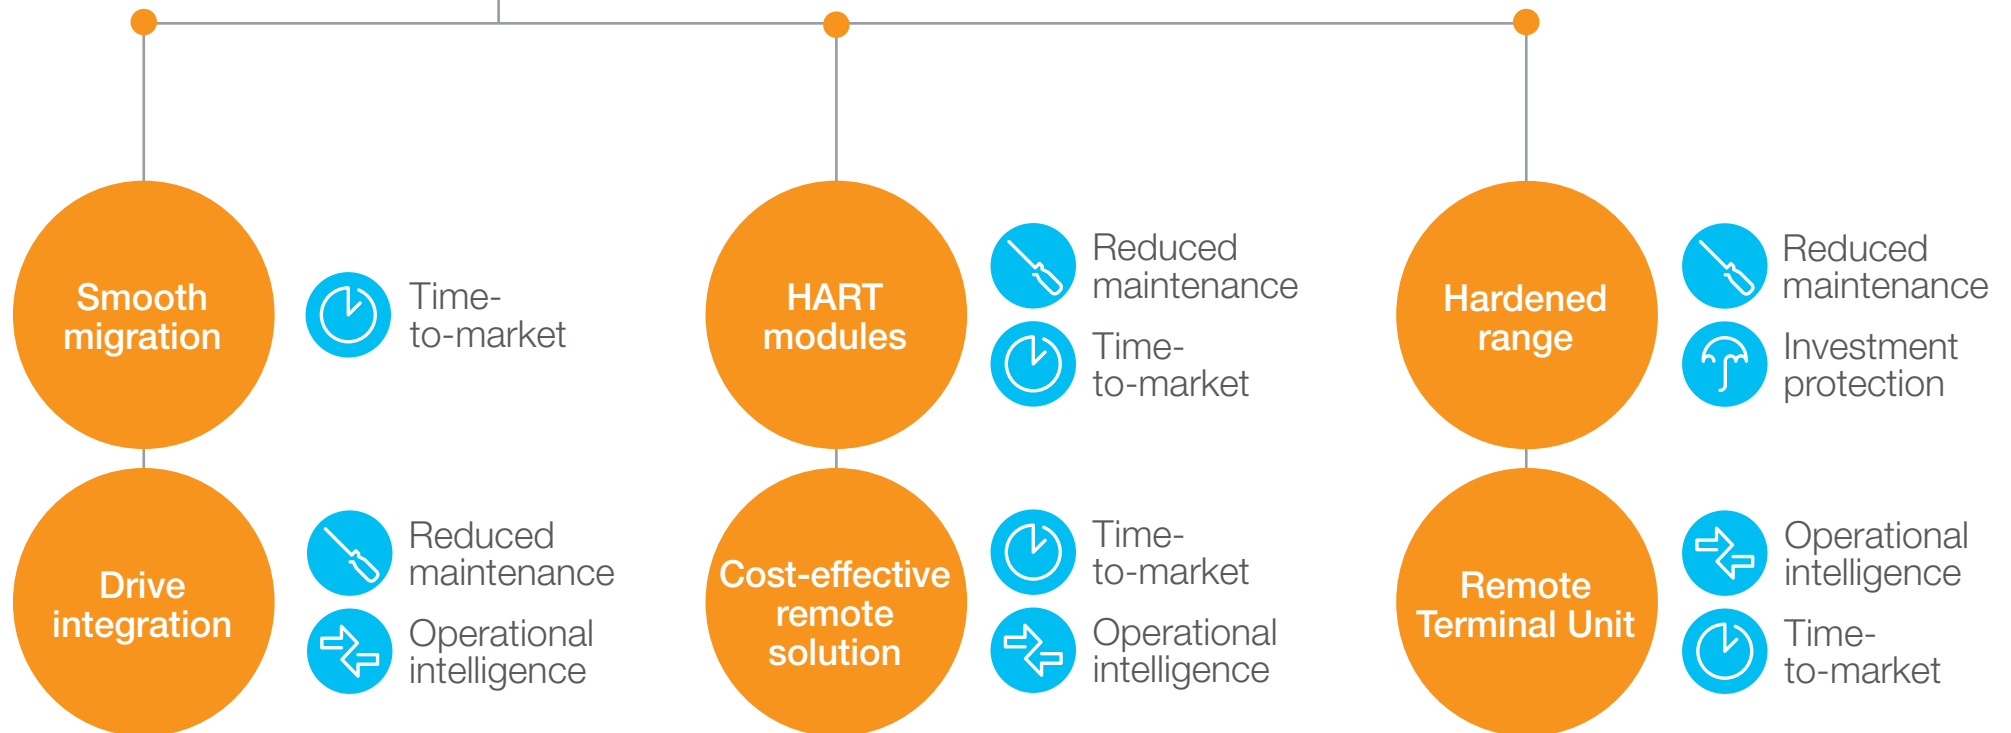 Smooth
migration
Time-
to-market
HART
modules
Reduced
maintenance
Time-
to-market
Hardened
range
Reduced
maintenance
Investment
protection
Drive
integration
Reduced
maintenance
Operational
intelligence
Cost-effective
remote
solution
Time-
to-market
Operational
intelligence
Remote
Terminal Unit
Operational
intelligence
Time-
to-market